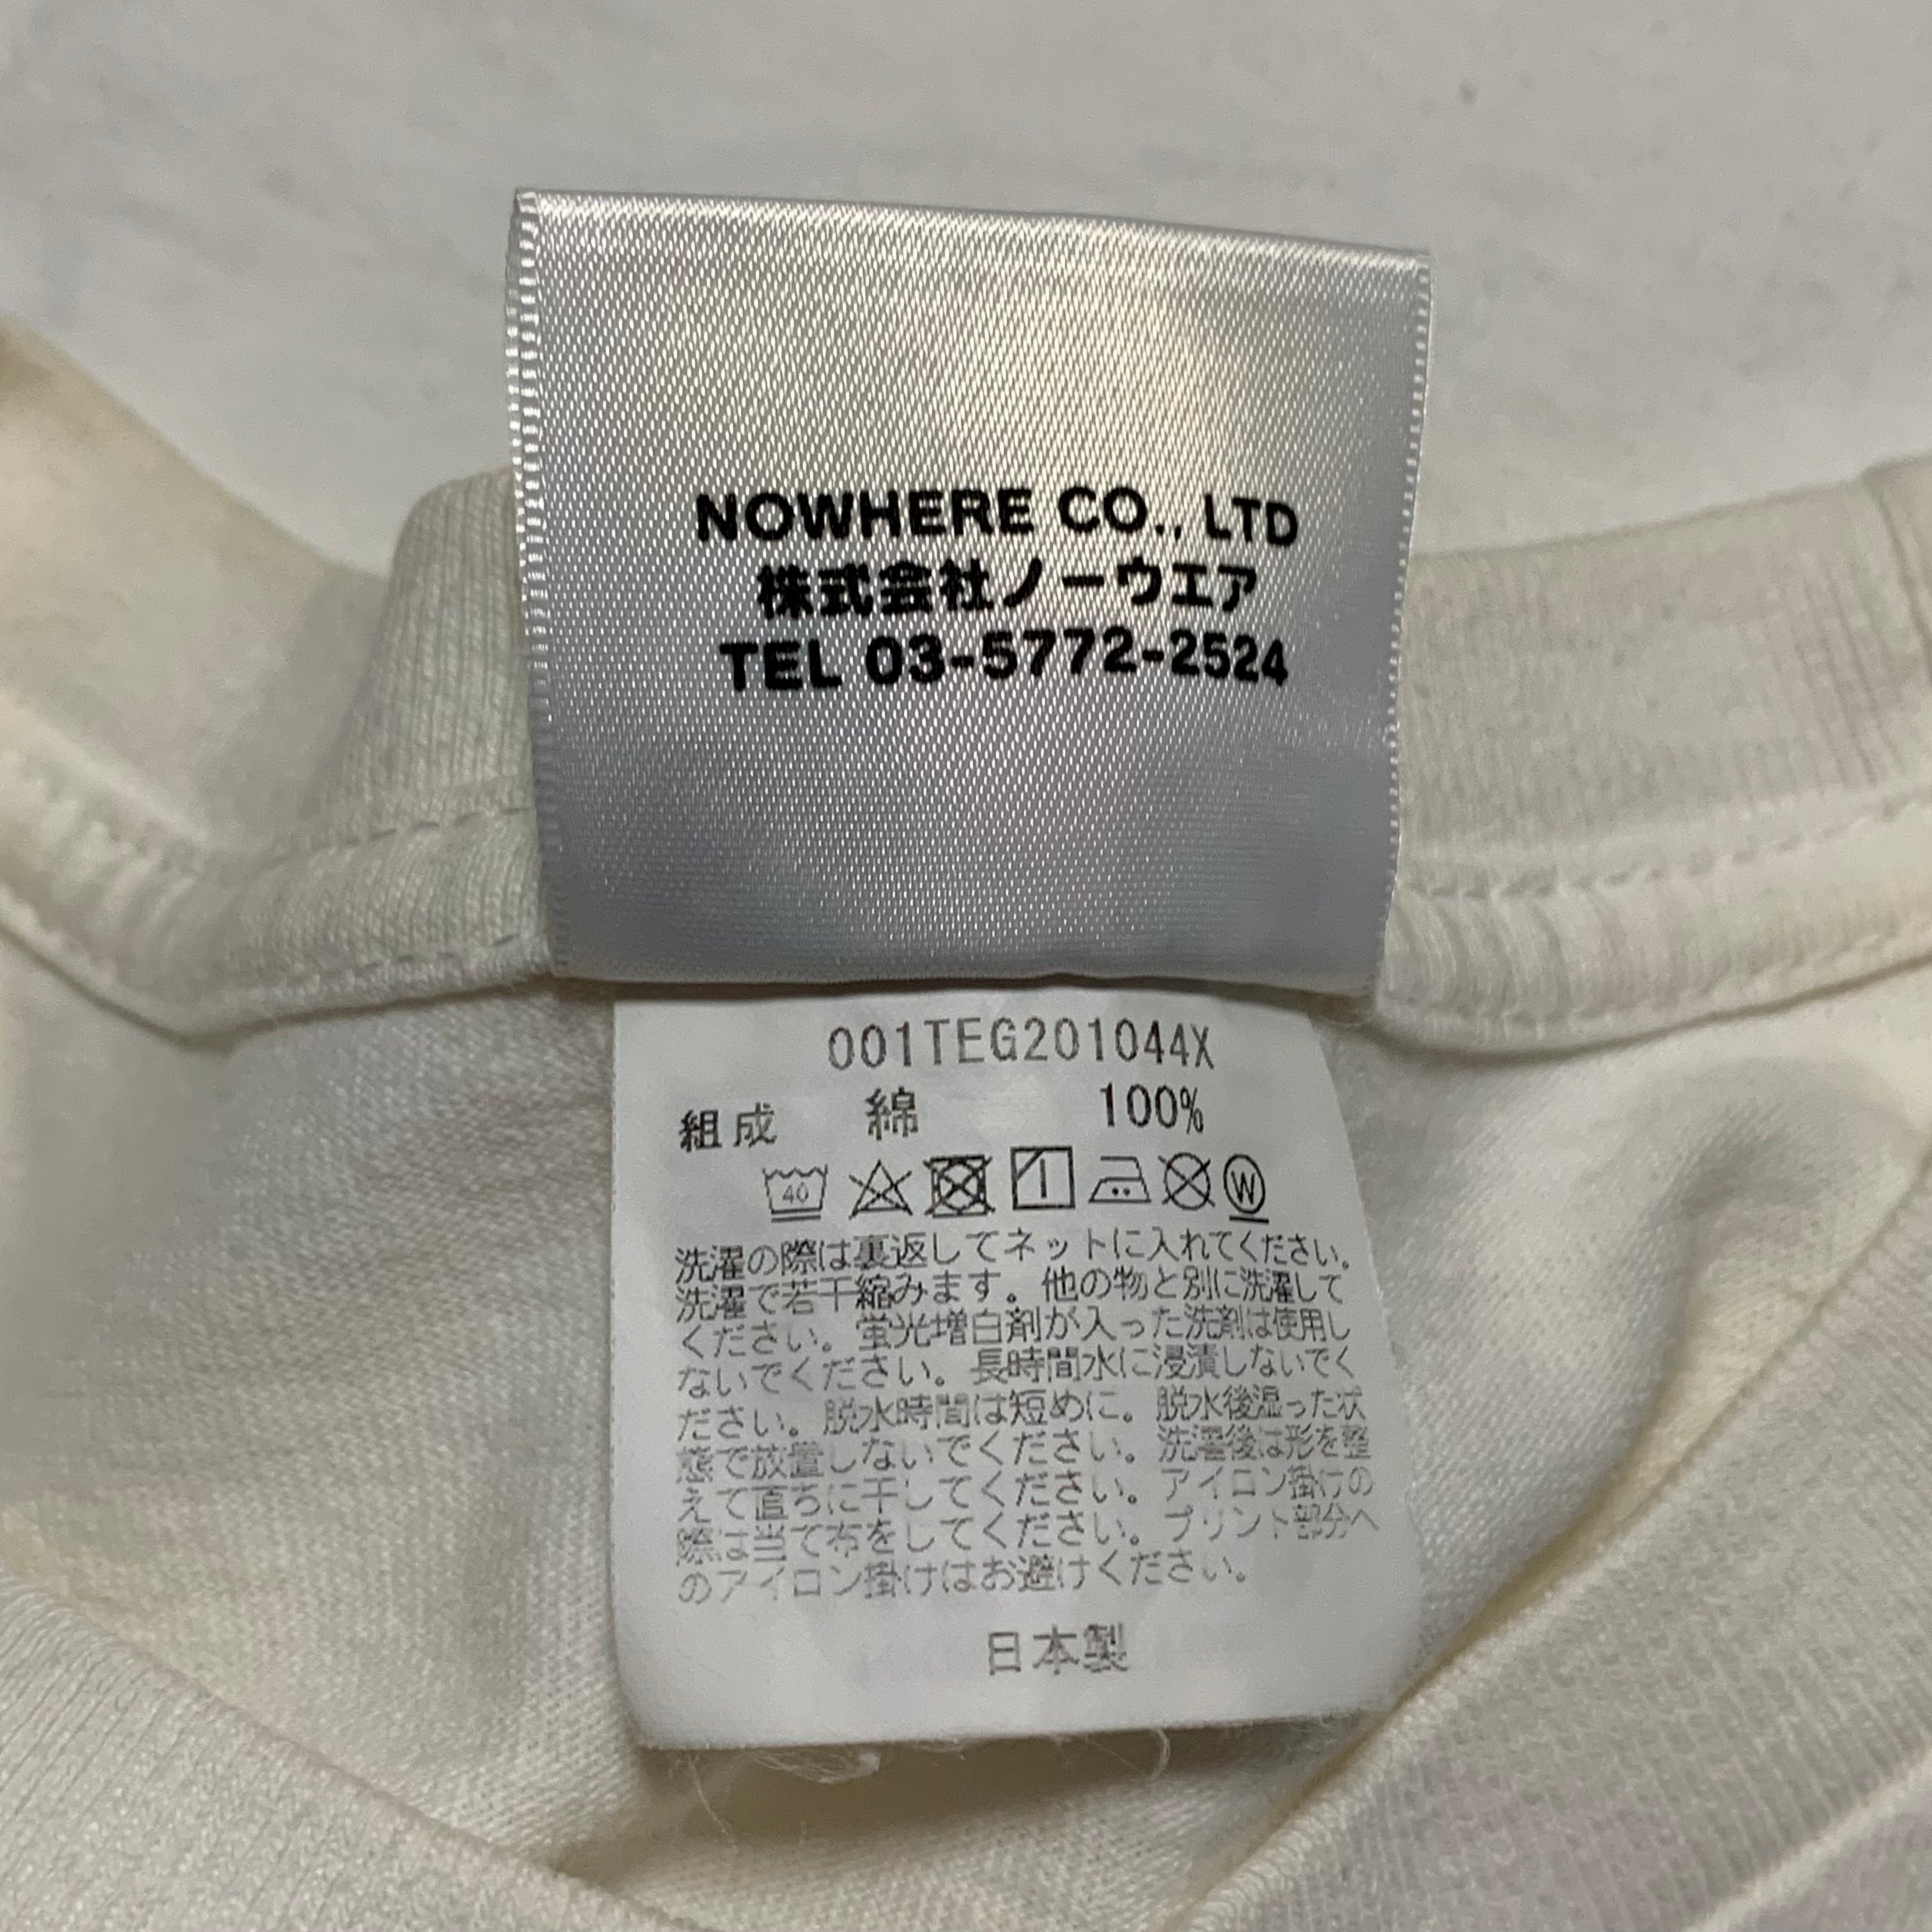 NOWHERE CO., LTD
株式会社ノーウエア
TEL 03-5772-2524
001TEG201044X
組成 綿 100%
40 W
洗濯の際は裏返してネットに入れてください。
洗濯で若干縮みます。他の物と別に洗濯して
ください。蛍光増白剤が入った洗剤は使用し
ないでください。長時間水に浸漬しないでく
ださい。脱水時間は短めに。脱水後湿った状
態で放置しないでください。洗濯後は形を整
えて直ちに干してください。アイロン掛けの
際は当て布をしてください。プリント部分へ
のアイロン掛けはお避けください。
日本製